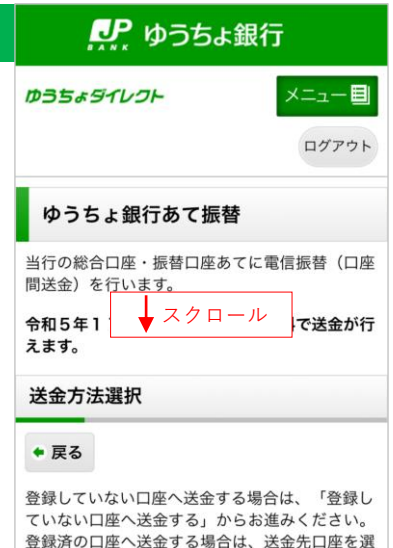 JP
BANK
ゆうちょ銀行
ゆうちょダイレクト
メニュー
ログアウト
ゆうちょ銀行あて振替
当行の総合口座・振替口座あてに電信振替（口座
間送金）を行います。
スクロール
令和5年1
で送金が行
えます。
送金方法選択
戻る
登録していない口座へ送金する場合は、「登録し
ていない口座へ送金する」からお進みください。
登録済の口座へ送金する場合は、送金先口座を選